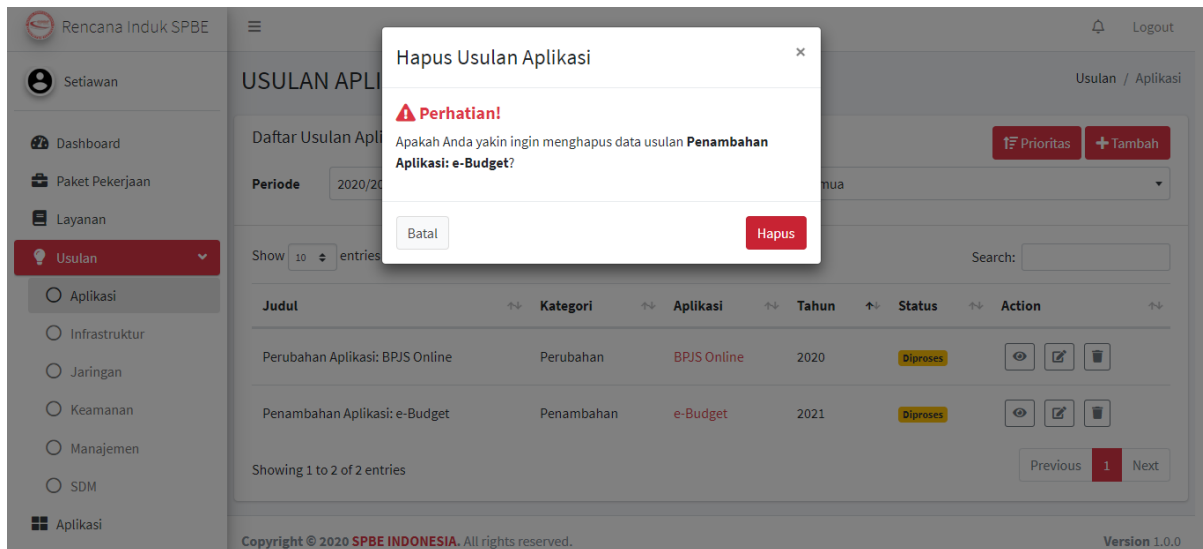 Rencana Induk SPBE
Logout
Setiawan
Dashboard
Paket Pekerjaan
Layanan
Usulan
Aplikasi
Infrastruktur
Jaringan
Keamanan
Manajemen
SDM
Aplikasi
USULAN APLI
Usulan / Aplikasi
Hapus Usulan Aplikasi ×
Perhatian!
Apakah Anda yakin ingin menghapus data usulan Penambahan
Aplikasi: e-Budget?
Batal Hapus
Daftar Usulan Apli
Prioritas Tambah
Periode 2020/20
Show 10 entries
Search:
Judul Kategori Aplikasi Tahun Status Action
Perubahan Aplikasi: BPJS Online Perubahan BPJS Online 2020 Diproses
Penambahan Aplikasi: e-Budget Penambahan e-Budget 2021 Diproses
Showing 1 to 2 of 2 entries
Previous 1 Next
Copyright © 2020 SPBE INDONESIA. All rights reserved.
Version 1.0.0